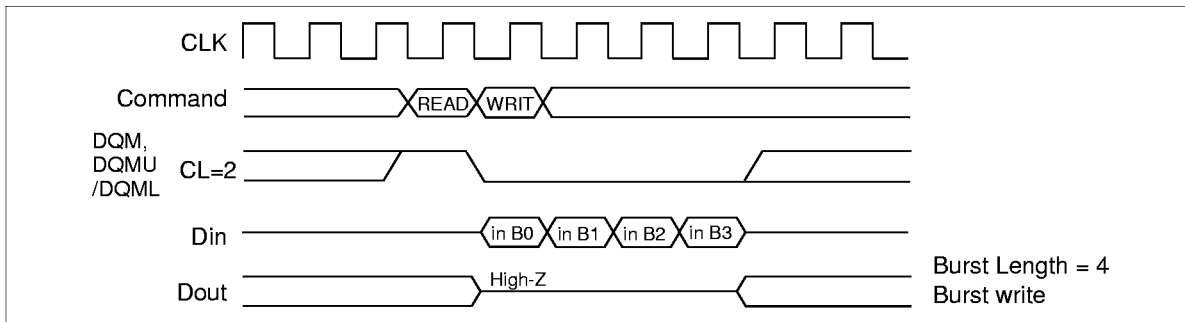 CLK
Command
READ
WRIT
DQM,
DQMU
/DQML
CL=2
Din
in B0
in B1
in B2
in B3
Dout
High-Z
Burst Length = 4
Burst write